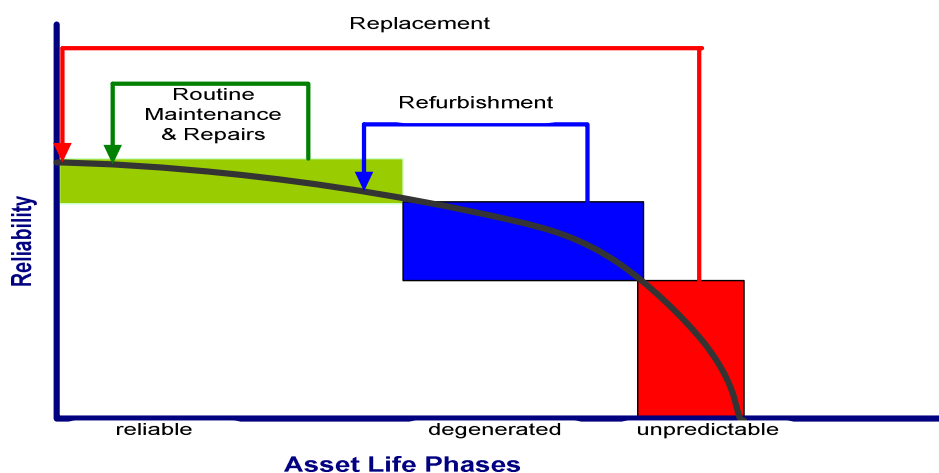 Replacement
Routine
Maintenance
& Repairs
Refurbishment
Reliability
reliable
degenerated
unpredictable
Asset Life Phases